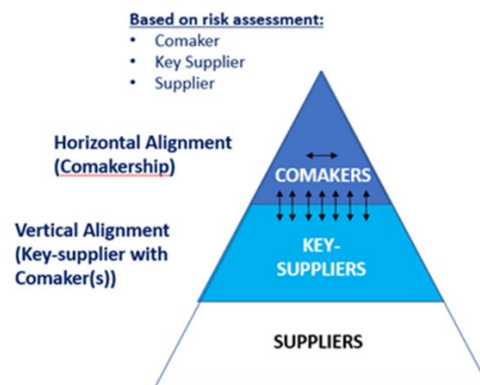 Based on risk assessment:
• Comaker
• Key Supplier
• Supplier
Horizontal Alignment
(Comakership)
COMAKERS
Vertical Alignment
(Key-supplier with
Comaker(s))
KEY-
SUPPLIERS
SUPPLIERS